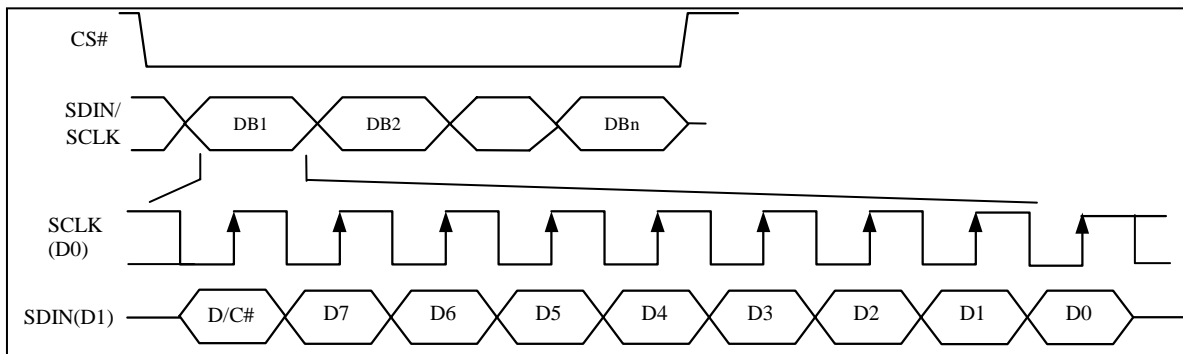 CS#
SDIN/
SCLK
DB1 DB2 DBn
SCLK
(D0)
SDIN(D1) D/C# D7 D6 D5 D4 D3 D2 D1 D0